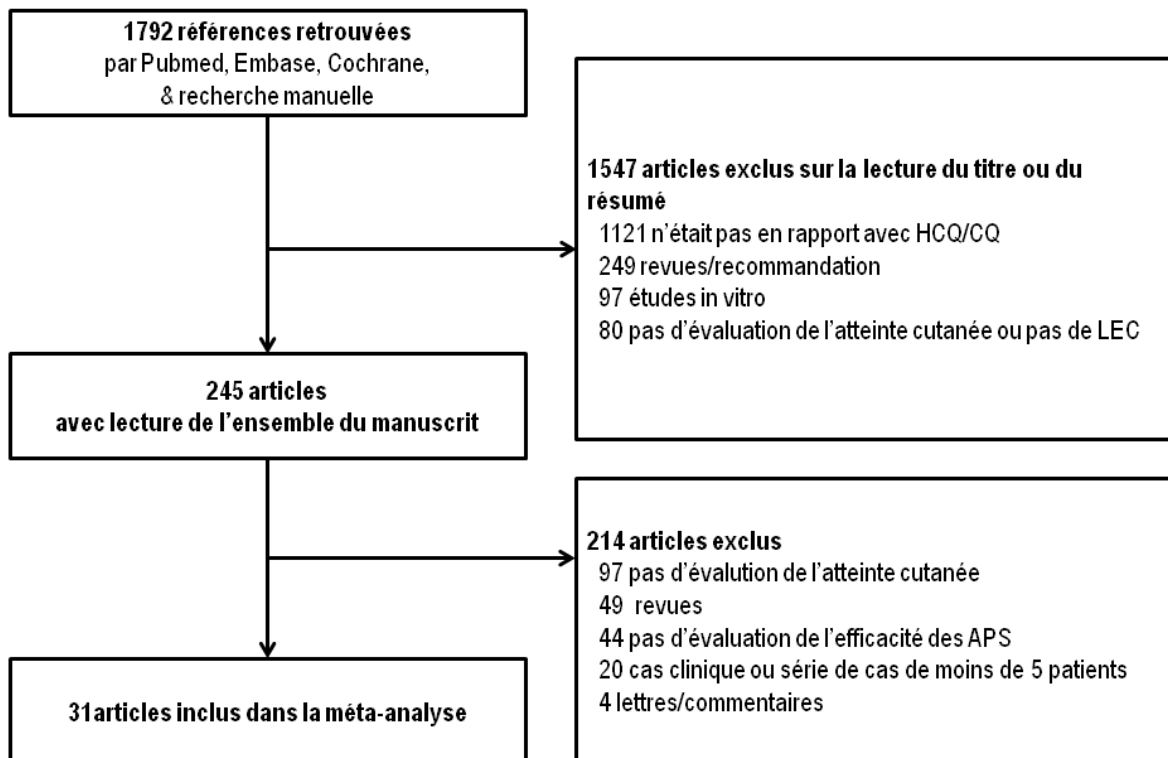 1792 références retrouvées
par Pubmed, Embase, Cochrane,
& recherche manuelle
1547 articles exclus sur la lecture du titre ou du
résumé
1121 n'était pas en rapport avec HCQ/CQ
249 revues/recommandation
97 études in vitro
80 pas d'évaluation de l'atteinte cutanée ou pas de LEC
245 articles
avec lecture de l'ensemble du manuscrit
214 articles exclus
97 pas d'évalution de l'atteinte cutanée
49 revues
44 pas d'évaluation de l'efficacité des APS
20 cas clinique ou série de cas de moins de 5 patients
4 lettres/commentaires
31articles inclus dans la méta-analyse